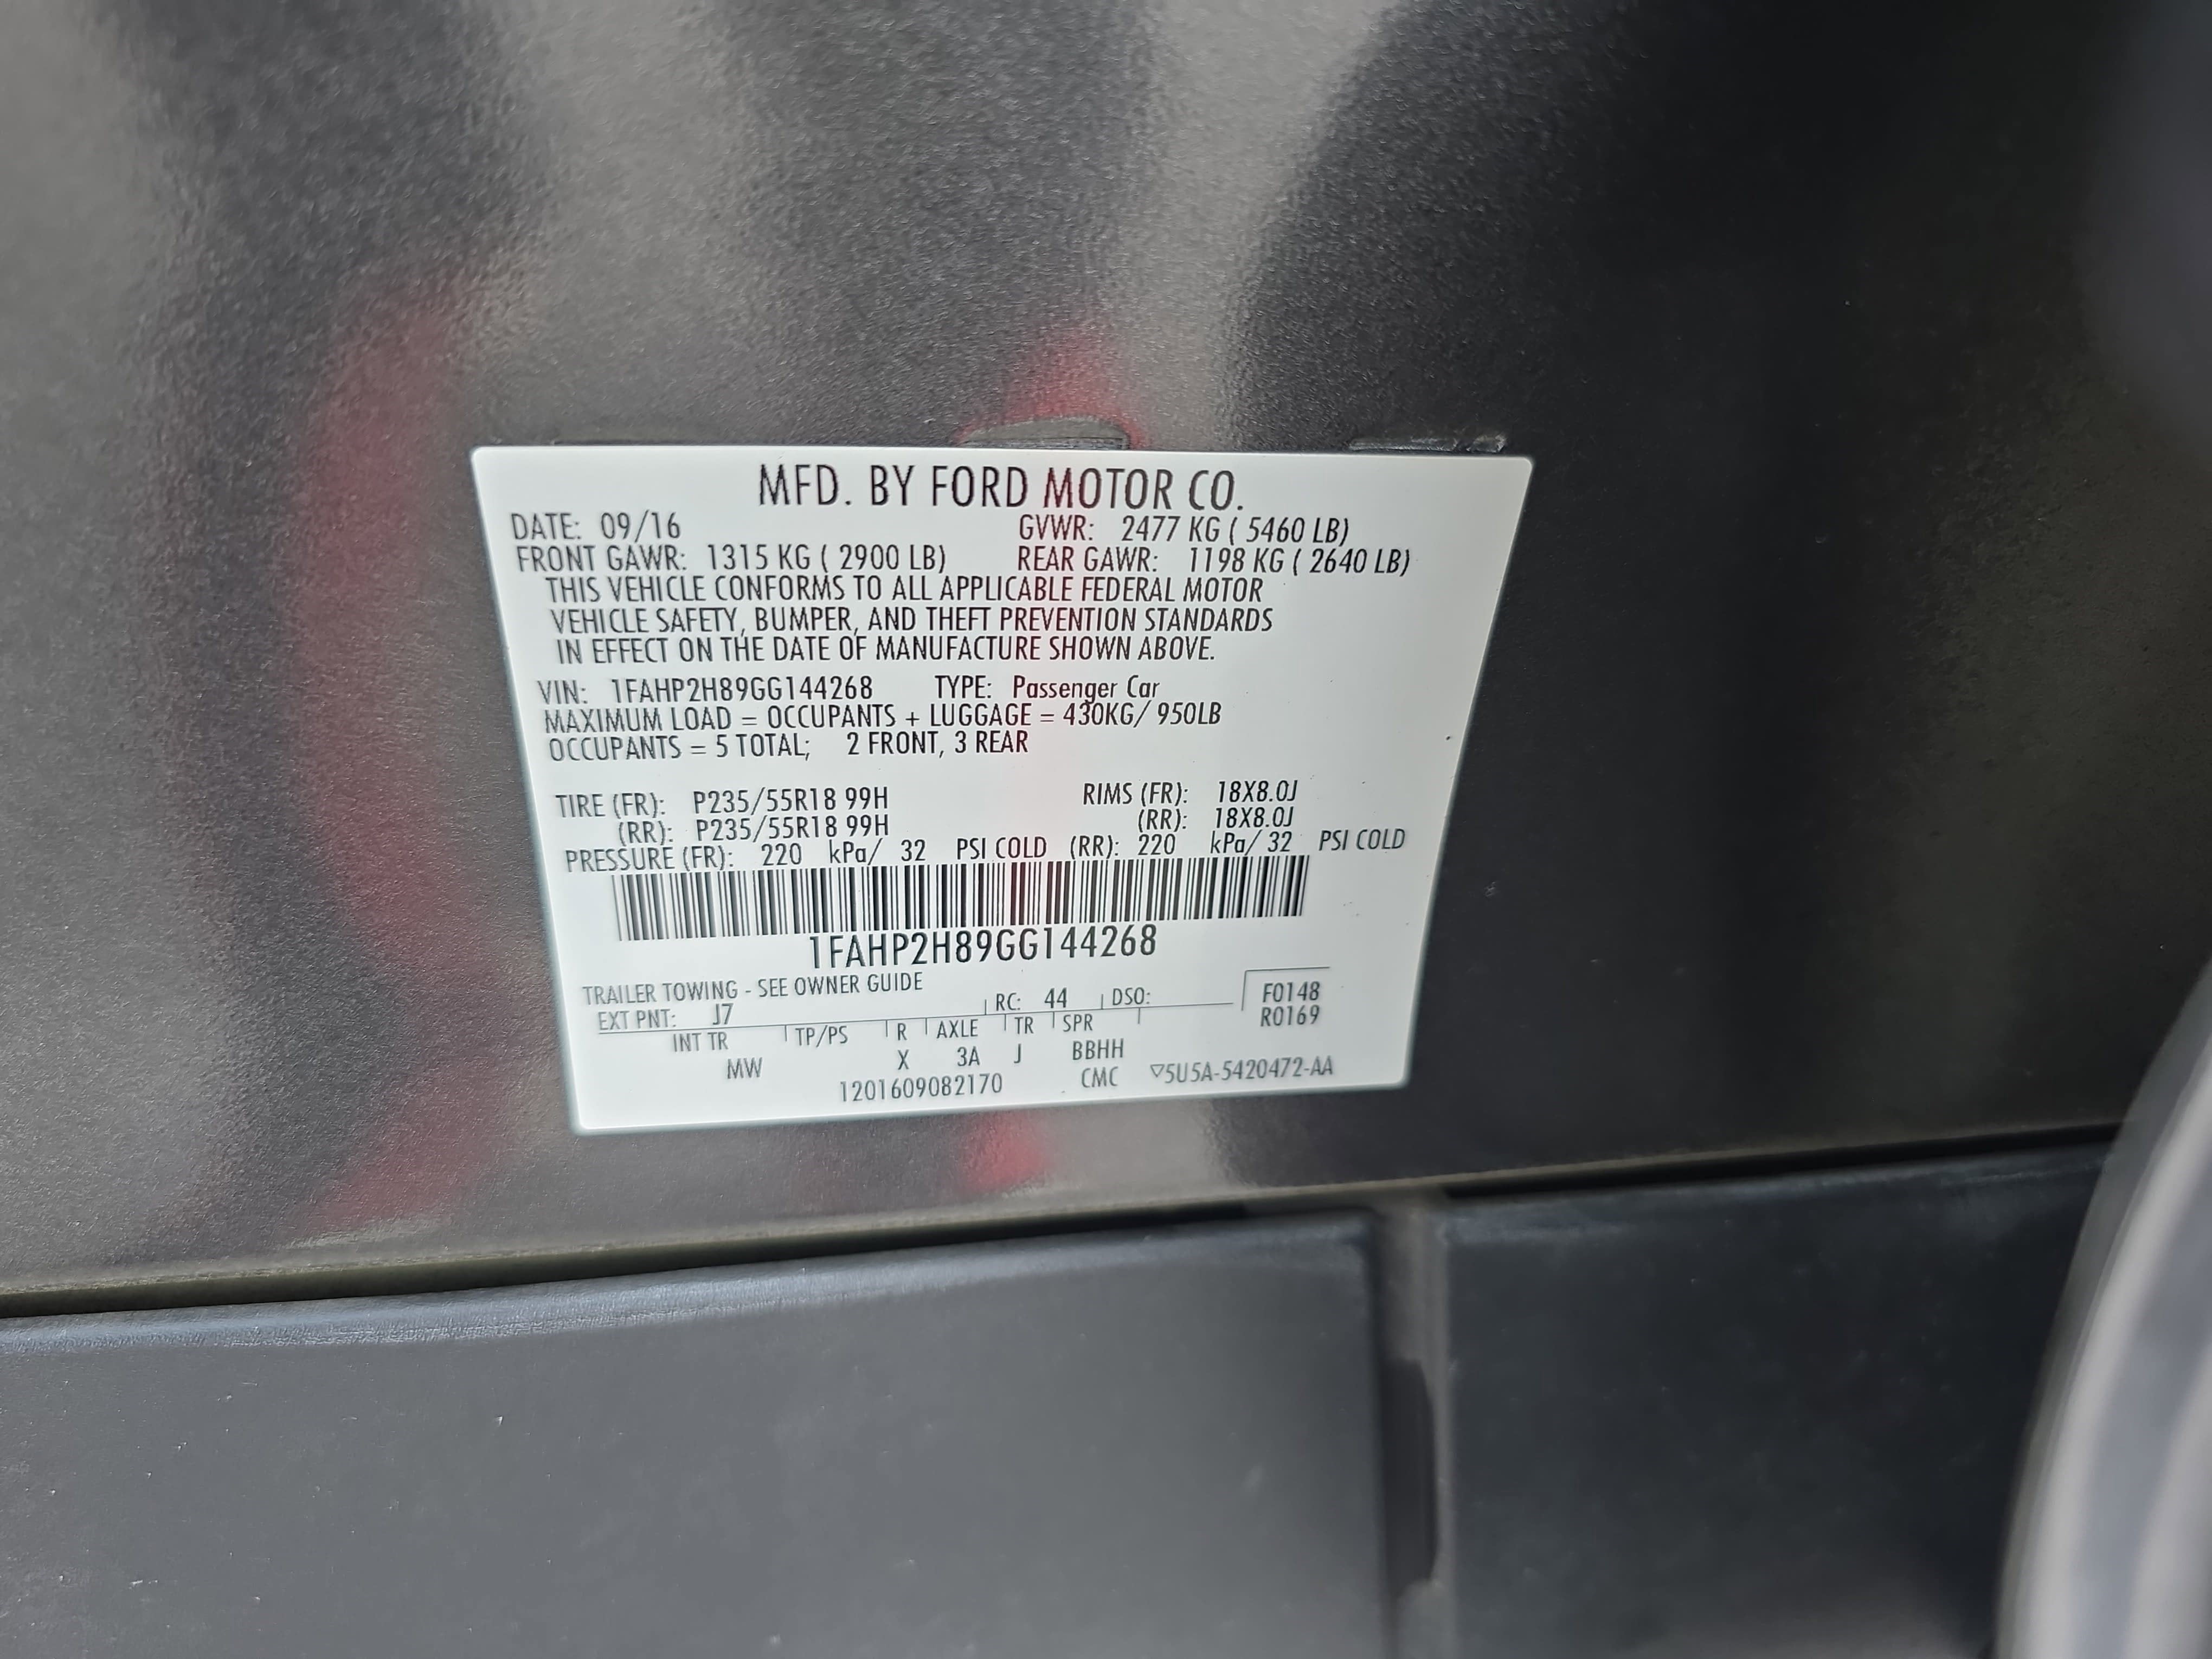 MFD. BY FORD MOTOR CO.
DATE: 09/16 GVWR: 2477 KG ( 5460 LB)
FRONT GAWR: 1315 KG ( 2900 LB) REAR GAWR: 1198 KG ( 2640 LB)
THIS VEHICLE CONFORMS TO ALL APPLICABLE FEDERAL MOTOR
VEHICLE SAFETY, BUMPER, AND THEFT PREVENTION STANDARDS
IN EFFECT ON THE DATE OF MANUFACTURE SHOWN ABOVE.
VIN: 1FAHP2H89GG144268 TYPE: Passenger Car
MAXIMUM LOAD = OCCUPANTS + LUGGAGE = 430KG/ 950LB
OCCUPANTS = 5 TOTAL; 2 FRONT, 3 REAR
TIRE (FR): P235/55R18 99H RIMS (FR): 18X8.0J
(RR): P235/55R18 99H (RR): 18X8.0J
PRESSURE (FR): 220 kPa/ 32 PSI COLD (RR): 220 kPa/ 32 PSI COLD
1FAHP2H89GG144268
TRAILER TOWING - SEE OWNER GUIDE
EXT PNT: J7 RC: 44 DSO: F0148
R0169
INT TR TP/PS R AXLE TR SPR
MW X 3A J BBHH
1201609082170 CMC ▽5U5A-5420472-AA